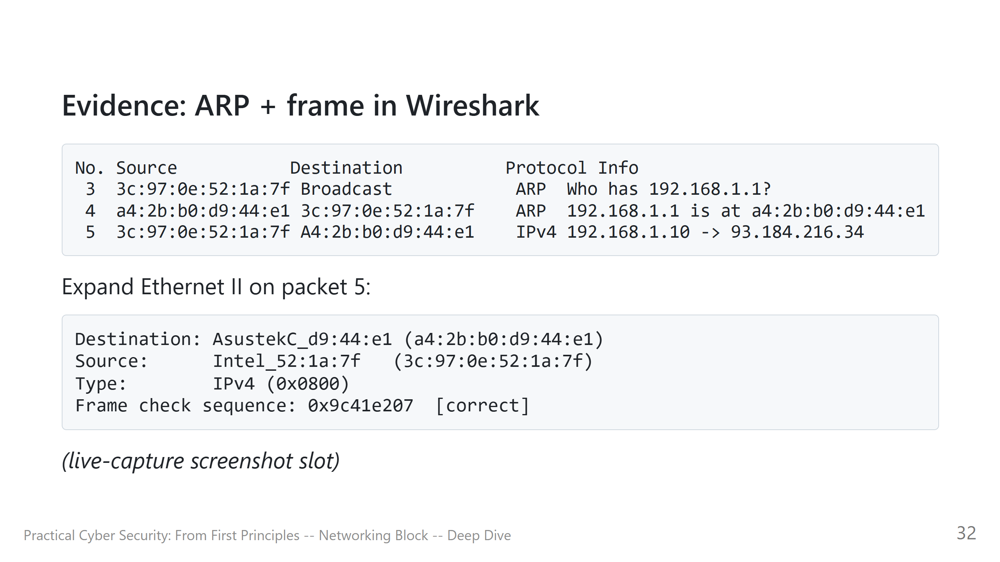 Evidence: ARP + frame in Wireshark
No. Source           Destination          Protocol Info
 3  3c:97:0e:52:1a:7f Broadcast            ARP  Who has 192.168.1.1?
 4  a4:2b:b0:d9:44:e1 3c:97:0e:52:1a:7f    ARP  192.168.1.1 is at a4:2b:b0:d9:44:e1
 5  3c:97:0e:52:1a:7f A4:2b:b0:d9:44:e1    IPv4 192.168.1.10 -> 93.184.216.34
Expand Ethernet II on packet 5:
Destination: AsustekC_d9:44:e1 (a4:2b:b0:d9:44:e1)
Source:      Intel_52:1a:7f   (3c:97:0e:52:1a:7f)
Type:        IPv4 (0x0800)
Frame check sequence: 0x9c41e207  [correct]
(live-capture screenshot slot)
Practical Cyber Security: From First Principles -- Networking Block -- Deep Dive
32